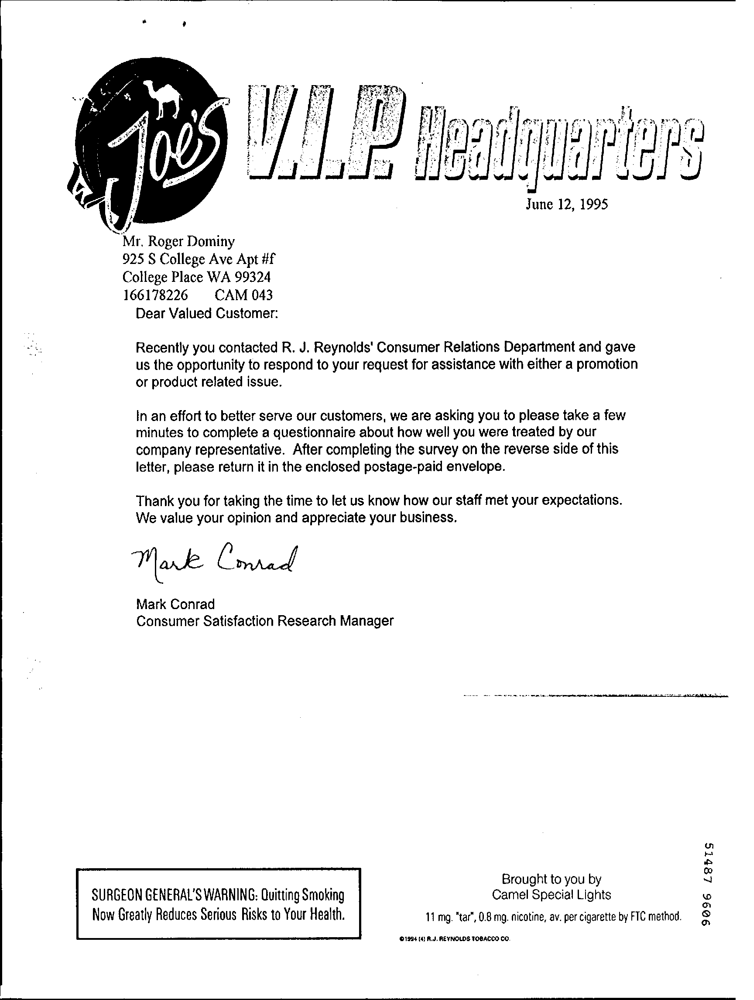 Joe's V.I.P. Headquarters
June 12, 1995
Mr. Roger Dominy
925 S College Ave Apt #f
College Place WA 99324
166178226 CAM 043
Dear Valued Customer:
Recently you contacted R. J. Reynolds' Consumer Relations Department and gave
us the opportunity to respond to your request for assistance with either a promotion
or product related issue.
In an effort to better serve our customers, we are asking you to please take a few
minutes to complete a questionnaire about how well you were treated by our
company representative. After completing the survey on the reverse side of this
letter, please return it in the enclosed postage-paid envelope.
Thank you for taking the time to let us know how our staff met your expectations.
We value your opinion and appreciate your business.
Mark Conrad
Mark Conrad
Consumer Satisfaction Research Manager
SURGEON GENERAL'S WARNING: Quitting Smoking
Now Greatly Reduces Serious Risks to Your Health.
Brought to you by
Camel Special Lights
11 mg. "tar", 0.8 mg. nicotine, av. per cigarette by FTC method.
©1994 (4) R.J. REYNOLDS TOBACCO CO.
51487 9606